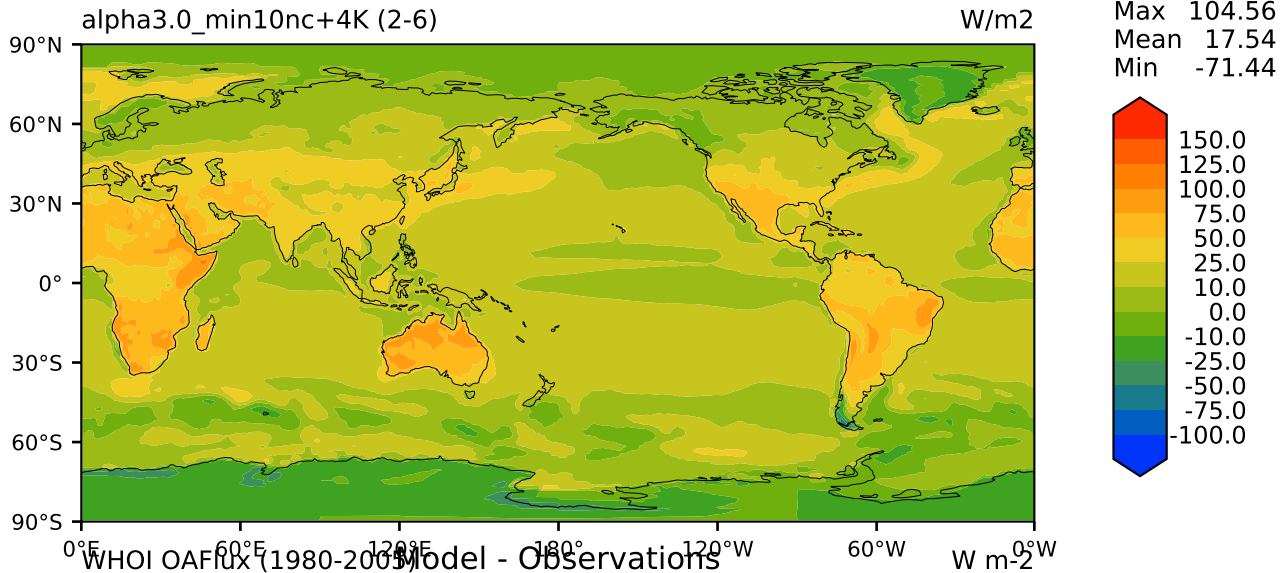 alpha3.0_min10nc+4K (2-6) W/m2
Max 104.56
Mean 17.54
Min -71.44
90°N
60°N
30°N
0°
30°S
60°S
90°S
0°E 60°E 120°E 180° 120°W 60°W 0°W
WHOI OAFlux (1980-2005) Model - Observations W m-2
150.0
125.0
100.0
75.0
50.0
25.0
10.0
0.0
-10.0
-25.0
-50.0
-75.0
-100.0